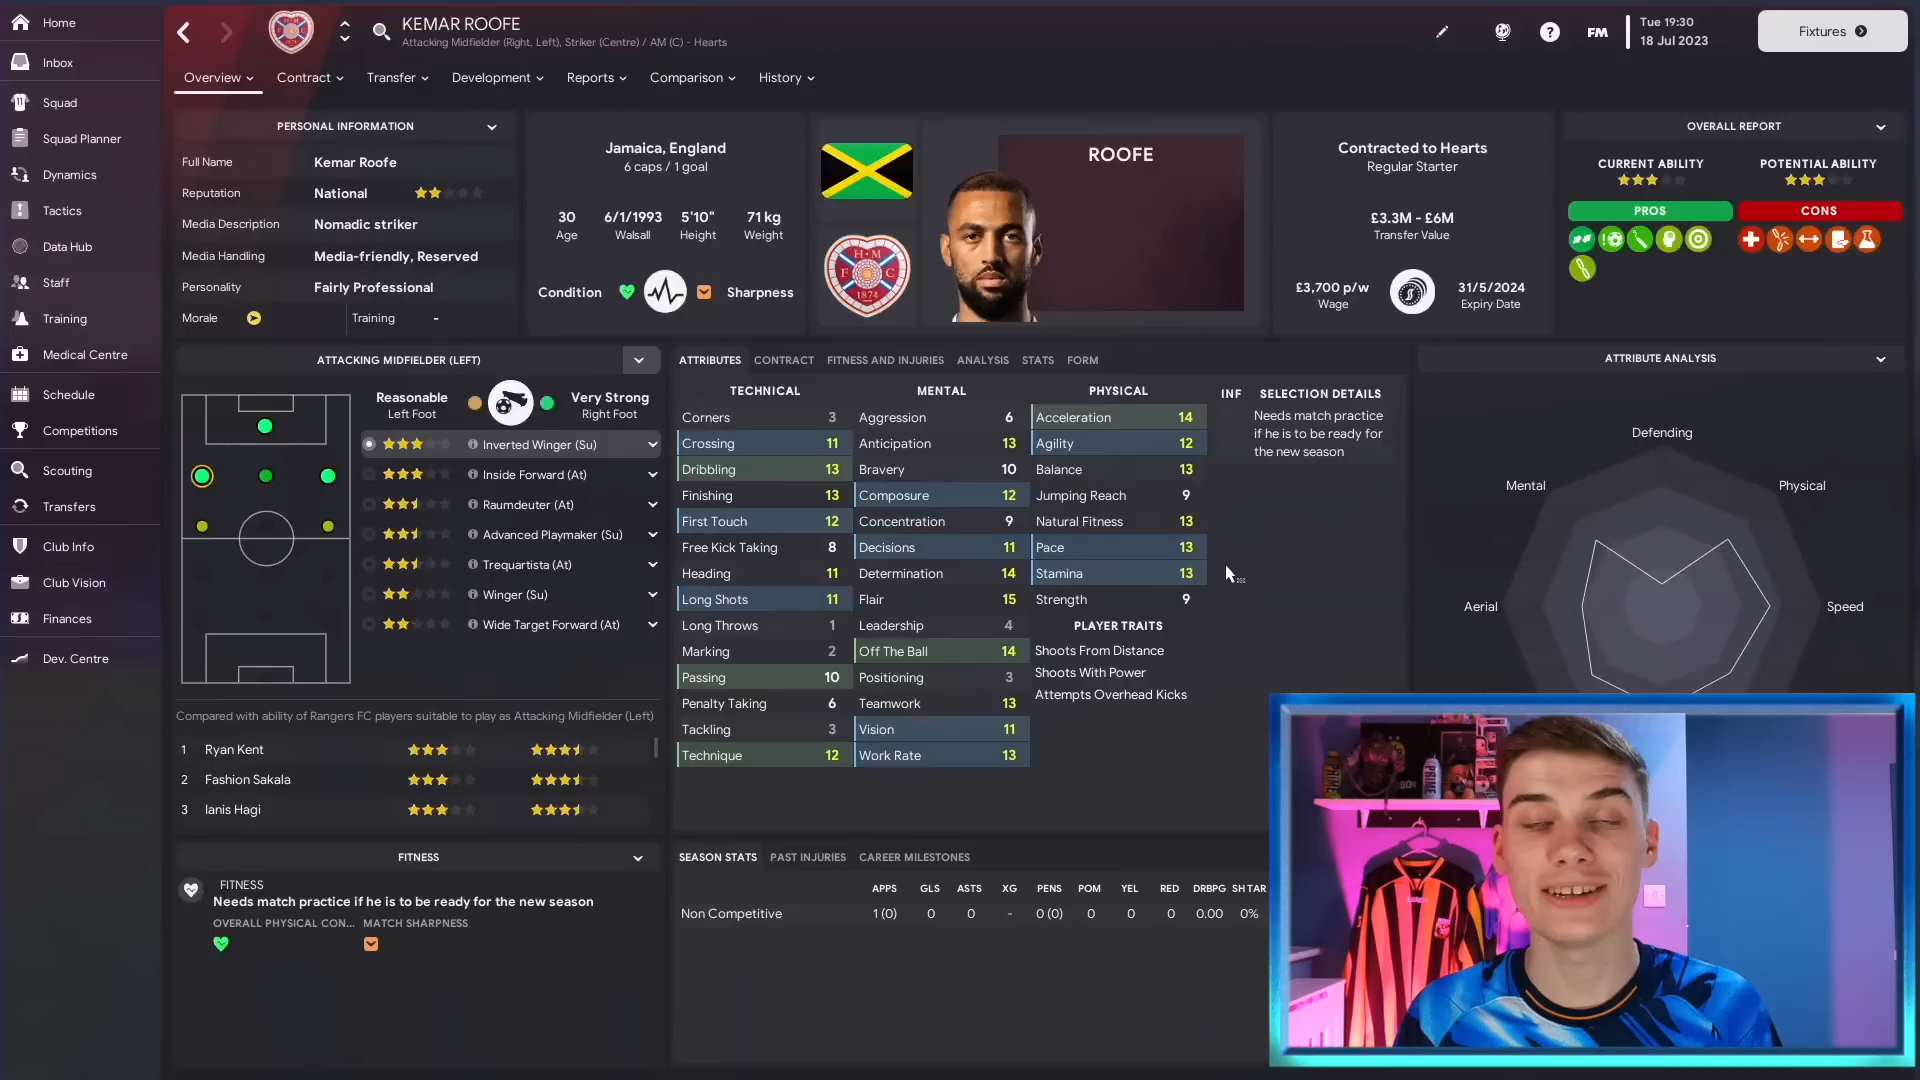 Home
Inbox
Squad
Squad Planner
Dynamics
Tactics
Data Hub
Staff
Training
Medical Centre
Schedule
Competitions
Scouting
Transfers
Club Info
Club Vision
Finances
Dev. Centre
KEMAR ROOFE
Attacking Midfielder (Right, Left), Striker (Centre) / AM (C) - Hearts
FM
Tue 19:30
18 Jul 2023
Fixtures
Overview Contract Transfer Development Reports Comparison History
PERSONAL INFORMATION
Full Name Kemar Roofe
Reputation National
Media Description Nomadic striker
Media Handling Media-friendly, Reserved
Personality Fairly Professional
Morale Training -
Jamaica, England
6 caps / 1 goal
30 6/1/1993 5'10" 71 kg
Age Walsall Height Weight
Condition Sharpness
H M
F C
1874
ROOFE
Contracted to Hearts
Regular Starter
£3.3M - £6M
Transfer Value
£3,700 p/w 31/5/2024
Wage Expiry Date
OVERALL REPORT
CURRENT ABILITY POTENTIAL ABILITY
PROS CONS
ATTACKING MIDFIELDER (LEFT)
Reasonable Very Strong
Left Foot Right Foot
Inverted Winger (Su)
Inside Forward (At)
Raumdeuter (At)
Advanced Playmaker (Su)
Trequartista (At)
Winger (Su)
Wide Target Forward (At)
Compared with ability of Rangers FC players suitable to play as Attacking Midfielder (Left)
1 Ryan Kent
2 Fashion Sakala
3 Ianis Hagi
FITNESS
FITNESS
Needs match practice if he is to be ready for the new season
OVERALL PHYSICAL CON... MATCH SHARPNESS
ATTRIBUTES CONTRACT FITNESS AND INJURIES ANALYSIS STATS FORM
TECHNICAL
Corners 3
Crossing 11
Dribbling 13
Finishing 13
First Touch 12
Free Kick Taking 8
Heading 11
Long Shots 11
Long Throws 1
Marking 2
Passing 10
Penalty Taking 6
Tackling 3
Technique 12
MENTAL
Aggression 6
Anticipation 13
Bravery 10
Composure 12
Concentration 9
Decisions 11
Determination 14
Flair 15
Leadership 4
Off The Ball 14
Positioning 3
Teamwork 13
Vision 11
Work Rate 13
PHYSICAL
Acceleration 14
Agility 12
Balance 13
Jumping Reach 9
Natural Fitness 13
Pace 13
Stamina 13
Strength 9
PLAYER TRAITS
Shoots From Distance
Shoots With Power
Attempts Overhead Kicks
INF SELECTION DETAILS
Needs match practice
if he is to be ready for
the new season
ATTRIBUTE ANALYSIS
Defending
Mental Physical
Aerial Speed
SEASON STATS PAST INJURIES CAREER MILESTONES
APPS GLS ASTS XG PENS POM YEL RED DRBPG SH TAR
Non Competitive 1 (0) 0 0 - 0 (0) 0 0 0 0.00 0%
PRIME
PRIME